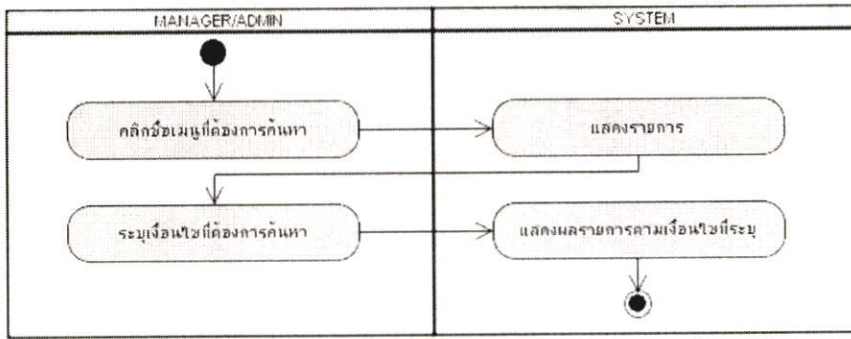 MANAGER/ADMIN
SYSTEM
คลิกชื่อเมนูที่ต้องการค้นหา
แสดงรายการ
ระบุเงื่อนไขที่ต้องการค้นหา
แสดงผลรายการตามเงื่อนไขที่ระบุ